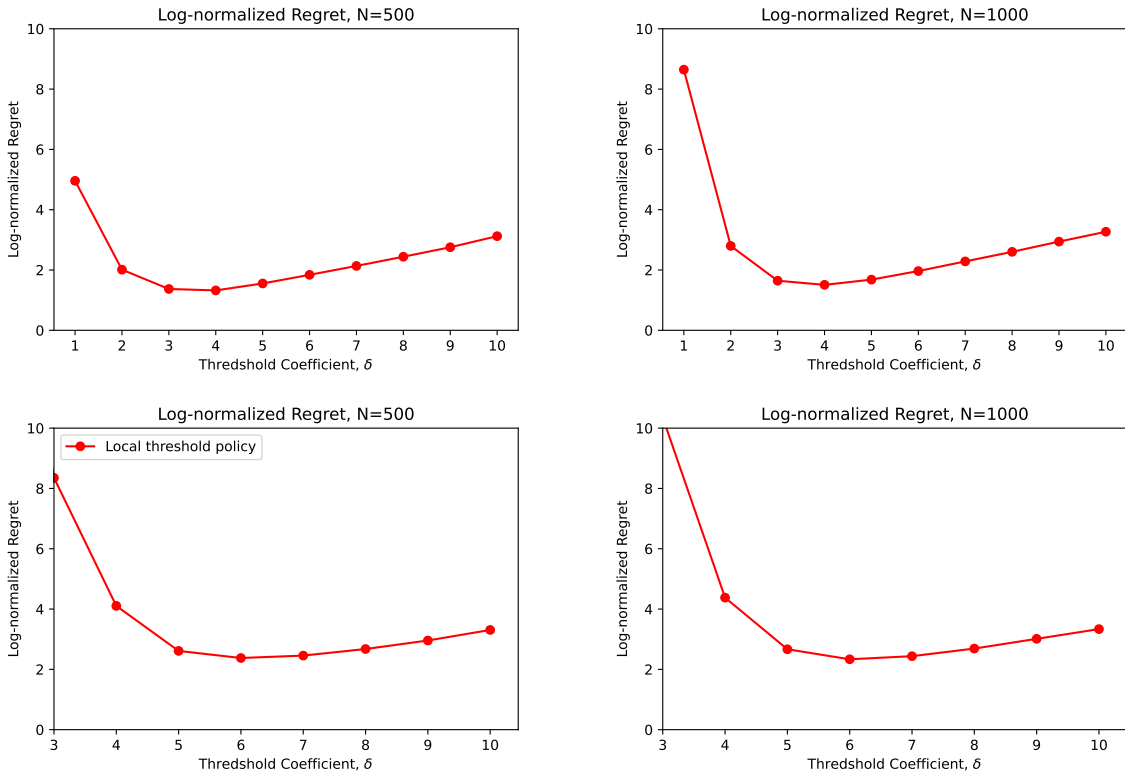 Log-normalized Regret, N=500
10
8
6
4
2
0
Log-normalized Regret
1 2 3 4 5 6 7 8 9 10
Thredshold Coefficient, δ
Log-normalized Regret, N=1000
10
8
6
4
2
0
Log-normalized Regret
1 2 3 4 5 6 7 8 9 10
Thredshold Coefficient, δ
Log-normalized Regret, N=500
Local threshold policy
10
8
6
4
2
0
Log-normalized Regret
3 4 5 6 7 8 9 10
Thredshold Coefficient, δ
Log-normalized Regret, N=1000
10
8
6
4
2
0
Log-normalized Regret
3 4 5 6 7 8 9 10
Thredshold Coefficient, δ